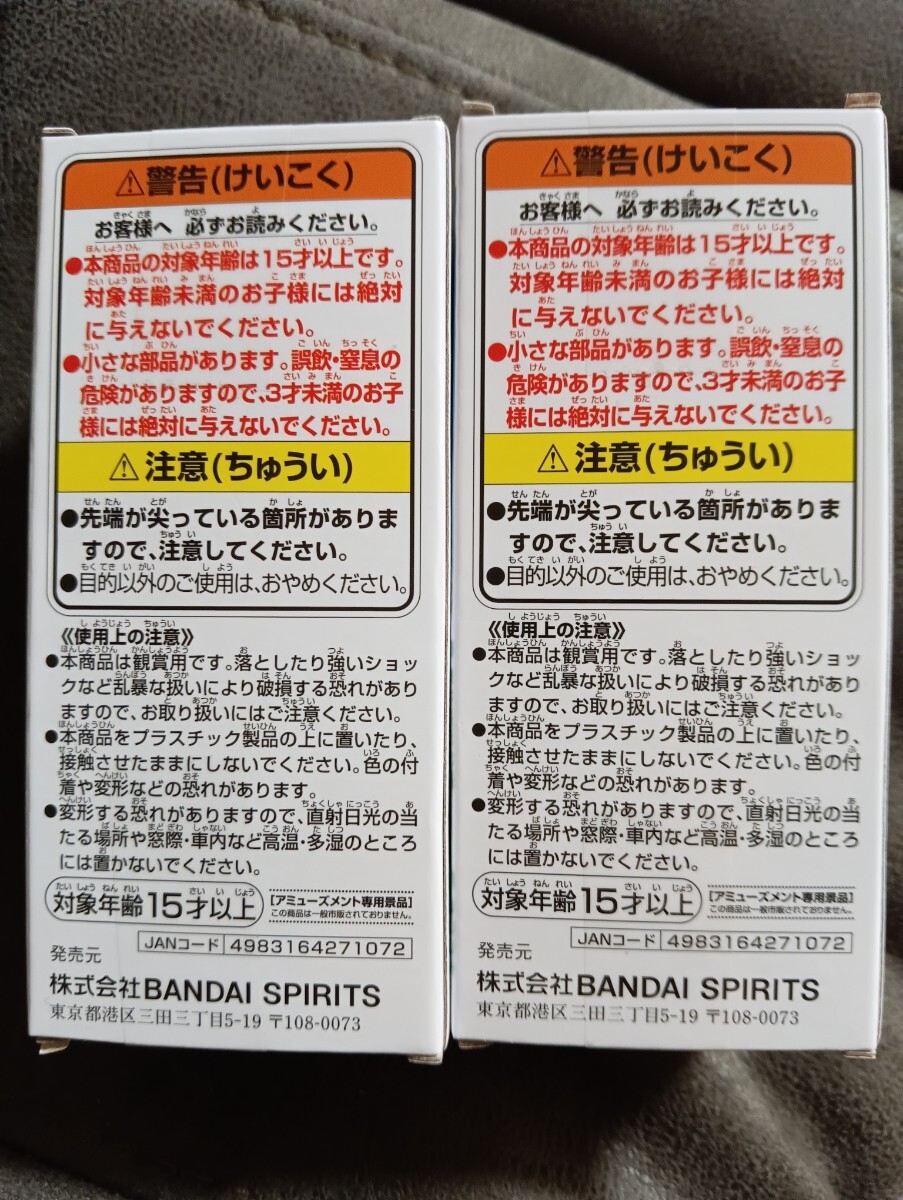 ⚠警告(けいこく)
お客様へ 必ずお読みください。
●本商品の対象年齢は15才以上です。
対象年齢未満のお子様には絶対
に与えないでください。
●小さな部品があります。誤飲・窒息の
危険がありますので、3才未満のお子
様には絶対に与えないでください。
⚠注意(ちゅうい)
●先端が尖っている箇所がありま
すので、注意してください。
●目的以外のご使用は、おやめください。
《使用上の注意》
●本商品は観賞用です。落としたり強いショッ
クなど乱暴な扱いにより破損する恐れがあり
ますので、お取り扱いにはご注意ください。
●本商品をプラスチック製品の上に置いたり、
接触させたままにしないでください。色の付
着や変形などの恐れがあります。
●変形する恐れがありますので、直射日光の当
たる場所や窓際・車内など高温・多湿のところ
には置かないでください。
対象年齢15才以上
[アミューズメント専用景品]
この商品は一般市販されておりません。
JANコード 4983164271072
発売元
株式会社BANDAI SPIRITS
東京都港区三田三丁目5-19 〒108-0073
⚠警告(けいこく)
お客様へ 必ずお読みください。
●本商品の対象年齢は15才以上です。
対象年齢未満のお子様には絶対
に与えないでください。
●小さな部品があります。誤飲・窒息の
危険がありますので、3才未満のお子
様には絶対に与えないでください。
⚠注意(ちゅうい)
●先端が尖っている箇所がありま
すので、注意してください。
●目的以外のご使用は、おやめください。
《使用上の注意》
●本商品は観賞用です。落としたり強いショッ
クなど乱暴な扱いにより破損する恐れがあり
ますので、お取り扱いにはご注意ください。
●本商品をプラスチック製品の上に置いたり、
接触させたままにしないでください。色の付
着や変形などの恐れがあります。
●変形する恐れがありますので、直射日光の当
たる場所や窓際・車内など高温・多湿のところ
には置かないでください。
対象年齢15才以上
[アミューズメント専用景品]
この商品は一般市販されておりません。
JANコード 4983164271072
発売元
株式会社BANDAI SPIRITS
東京都港区三田三丁目5-19 〒108-0073